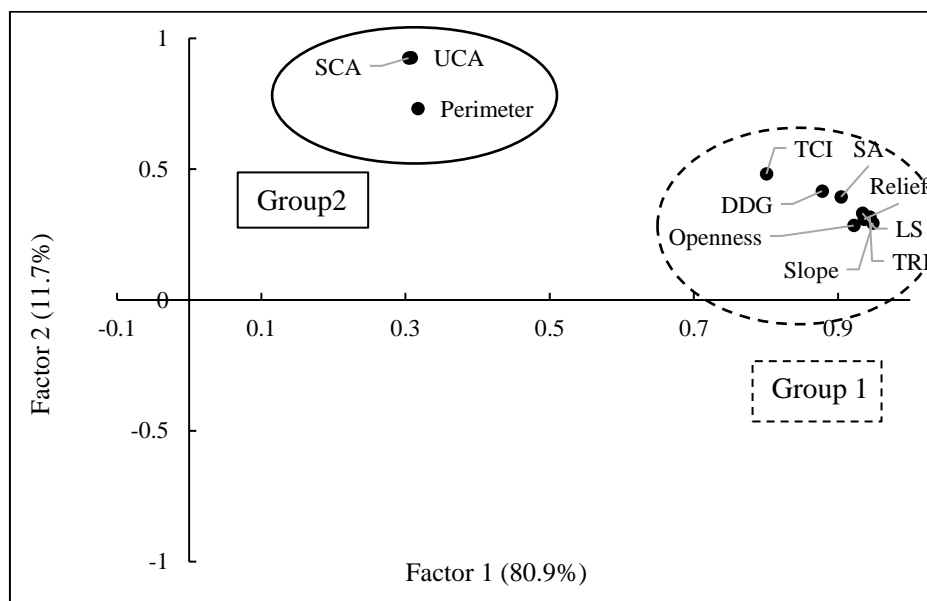 1
SCA UCA
Perimeter
TCI SA
0.5
DDG Relief
Group2
Openness LS
Slope TRI
0
-0.1 0.1 0.3 0.5 0.7 0.9
Group 1
Factor 2 (11.7%)
-0.5
-1
Factor 1 (80.9%)